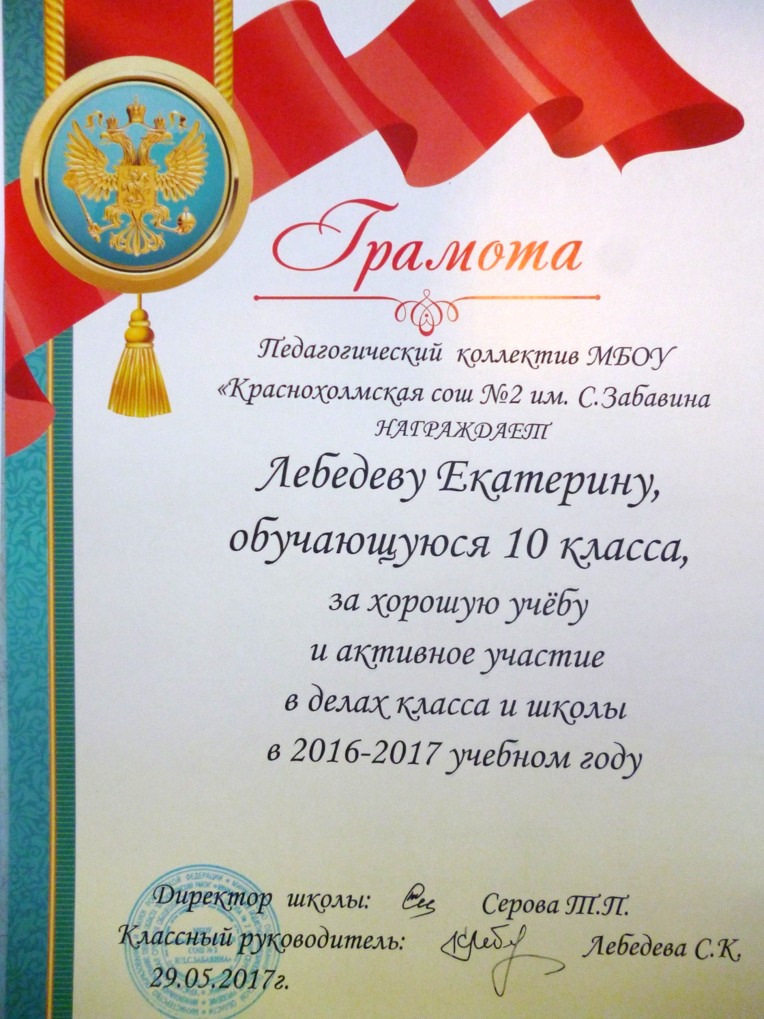 Грамота
Педагогический коллектив МБОУ
«Краснохолмская сош №2 им. С.Забавина
НАГРАЖДАЕТ
Лебедеву Екатерину,
обучающуюся 10 класса,
за хорошую учёбу
и активное участие
в делах класса и школы
в 2016-2017 учебном году
Директор школы: Серова Т.П.
Классный руководитель: Лебедева С.К,
29.05.2017г.